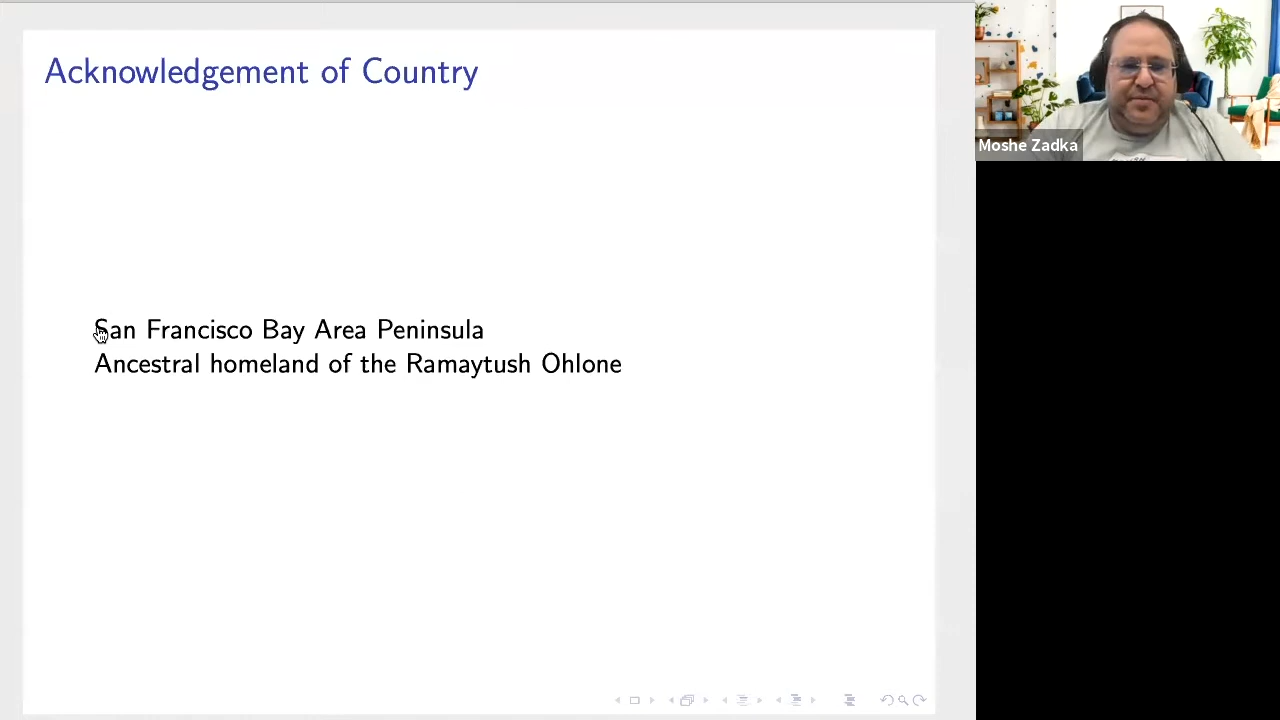 Acknowledgement of Country
San Francisco Bay Area Peninsula
Ancestral homeland of the Ramaytush Ohlone
Moshe Zadka